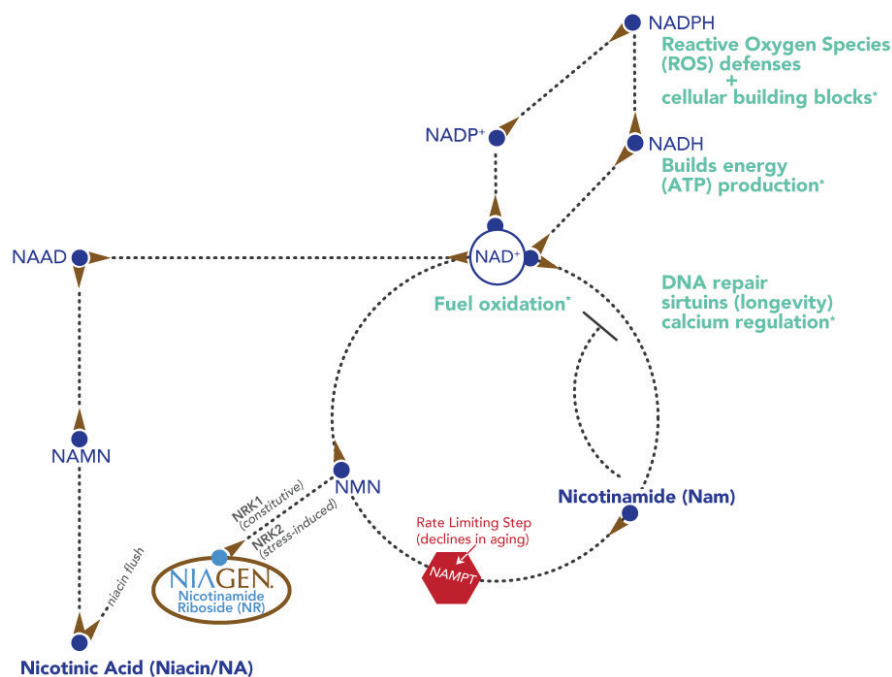 NADPH
Reactive Oxygen Species
(ROS) defenses
+
cellular building blocks*
NADP+
NADH
Builds energy
(ATP) production*
NAAD
NAD+
Fuel oxidation*
DNA repair
sirtuins (longevity)
calcium regulation*
NAMN
NMN
NRK1
(constitutive)
NRK2
(stress-induced)
Nicotinamide (Nam)
Rate Limiting Step
(declines in aging)
NAMPT
NIAGEN.
Nicotinamide
Riboside (NR)
niacin flush
Nicotinic Acid (Niacin/NA)